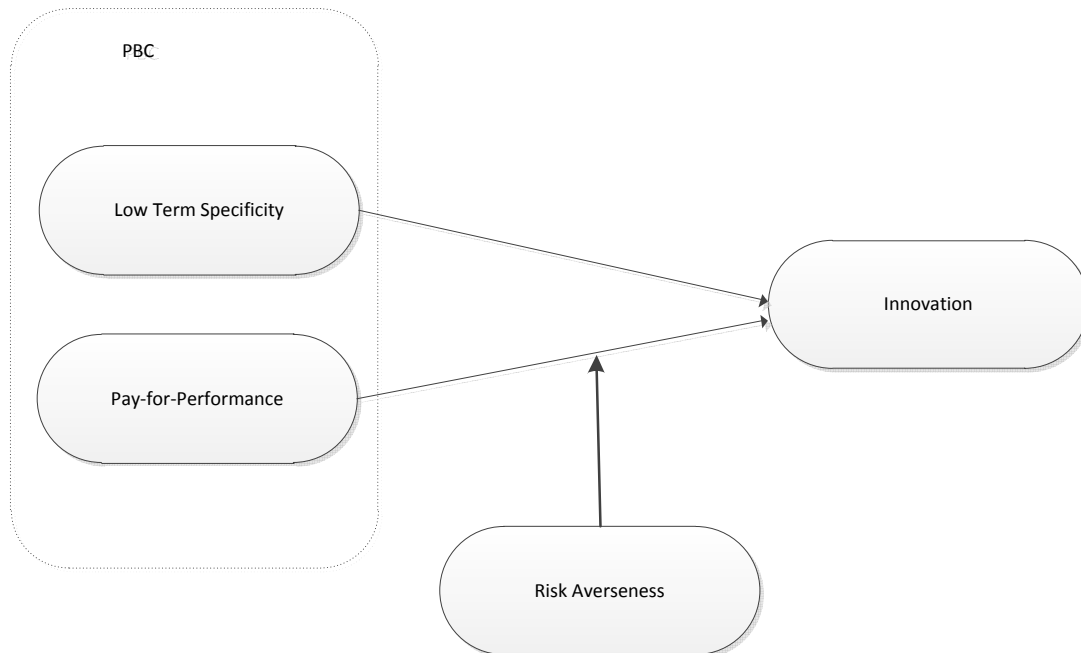 PBC
Low Term Specificity
Innovation
Pay-for-Performance
Risk Averseness